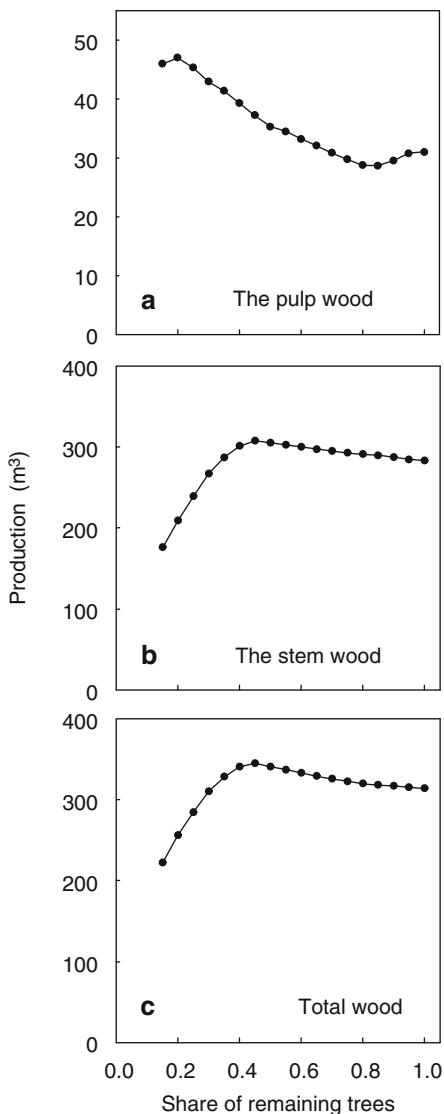 50
40
30
20
10
0
a The pulp wood
400
300
200
100
0
b The stem wood
Production (m³)
400
300
200
100
0
c Total wood
0.0 0.2 0.4 0.6 0.8 1.0
Share of remaining trees